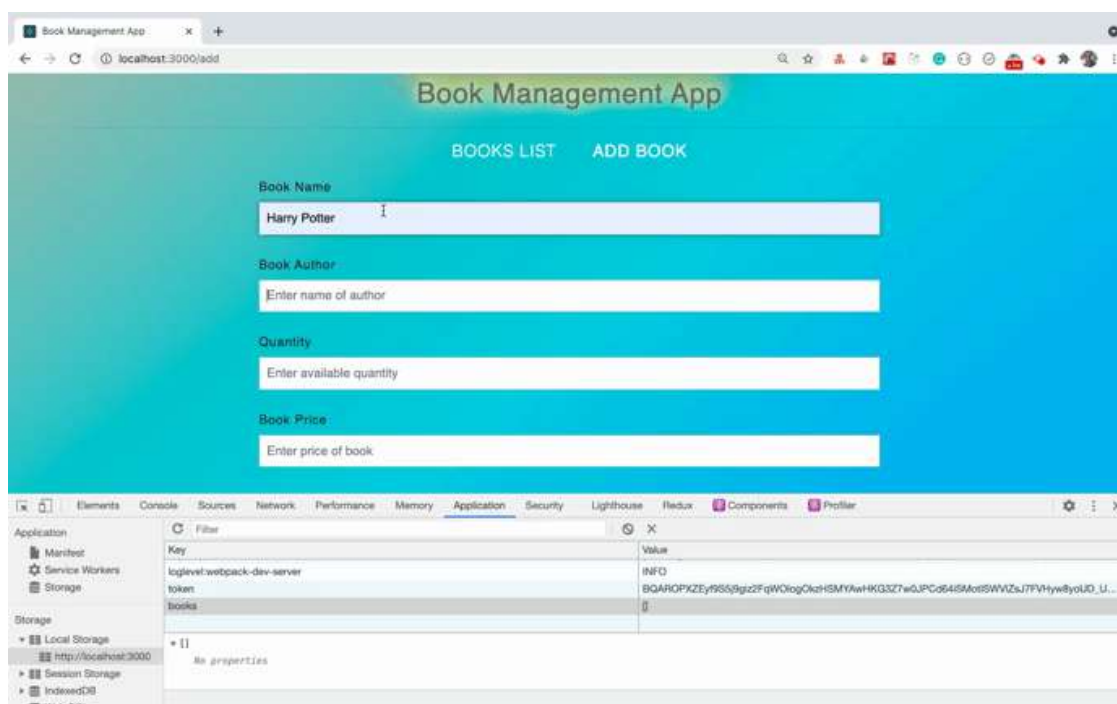 Book Management App
localhost:3000/add
Book Management App
BOOKS LIST ADD BOOK
Book Name
Harry Potter
Book Author
Enter name of author
Quantity
Enter available quantity
Book Price
Enter price of book
Elements Console Sources Network Performance Memory Application Security Lighthouse Redux Components Profiler
Application
Filter
Manifest
Service Workers
Storage
Key Value
loglevel:webpack-dev-server INFO
token
books []
Storage
Local Storage
http://localhost:3000
Session Storage
IndexedDB
[]
No properties